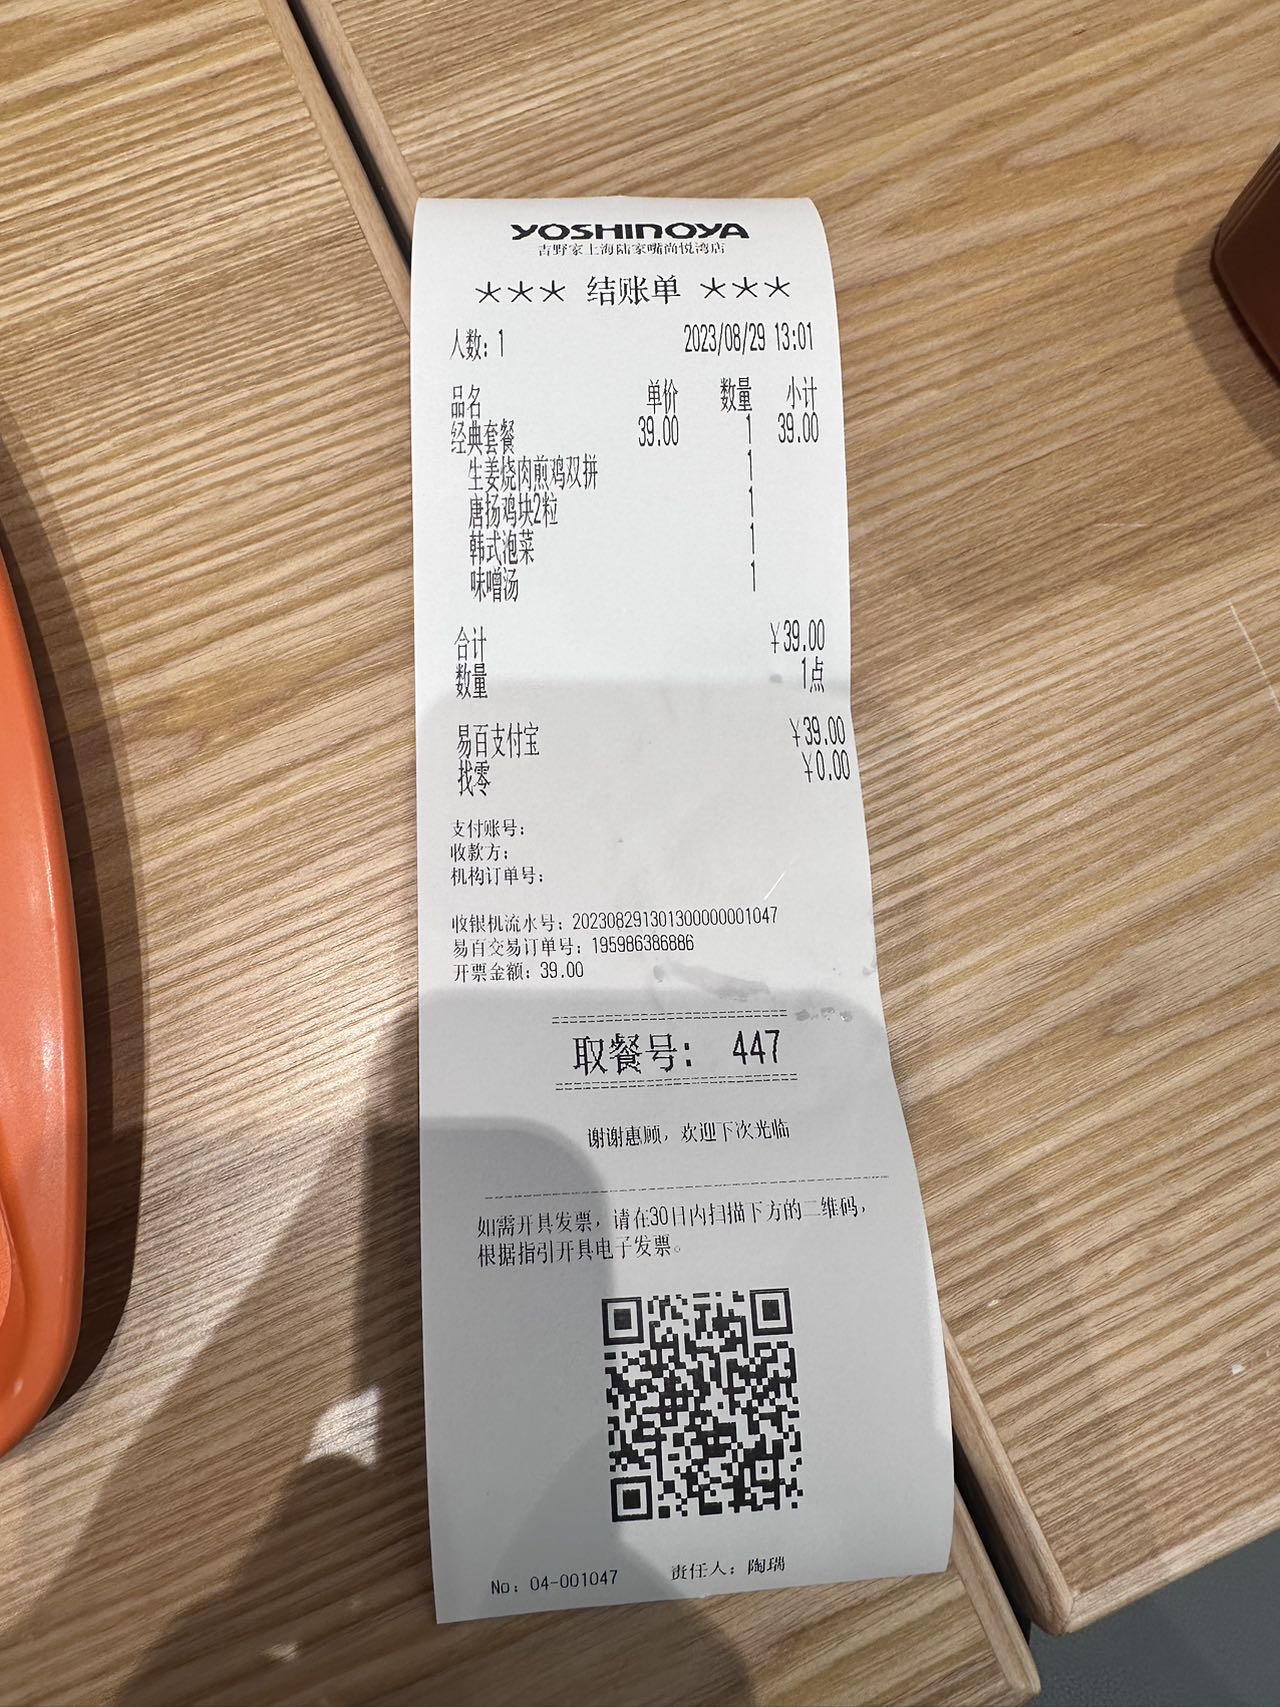 YOSHINOYA
吉野家上海陆家嘴尚悦湾店
*** 结账单 ***
人数: 1 2023/08/29 13:01
品名 单价 数量 小计
经典套餐 39.00 1 39.00
生姜烧肉煎鸡双拼 1
唐扬鸡块2粒 1
韩式泡菜 1
味噌汤 1
合计 ¥39.00
数量 1点
易百支付宝 ¥39.00
找零 ¥0.00
支付账号:
收款方:
机构订单号:
收银机流水号: 202308291301300000001047
易百交易订单号: 195986386886
开票金额: 39.00
取餐号: 447
谢谢惠顾，欢迎下次光临
如需开具发票，请在30日内扫描下方的二维码，
根据指引开具电子发票。
No: 04-001047 责任人: 陶瑞